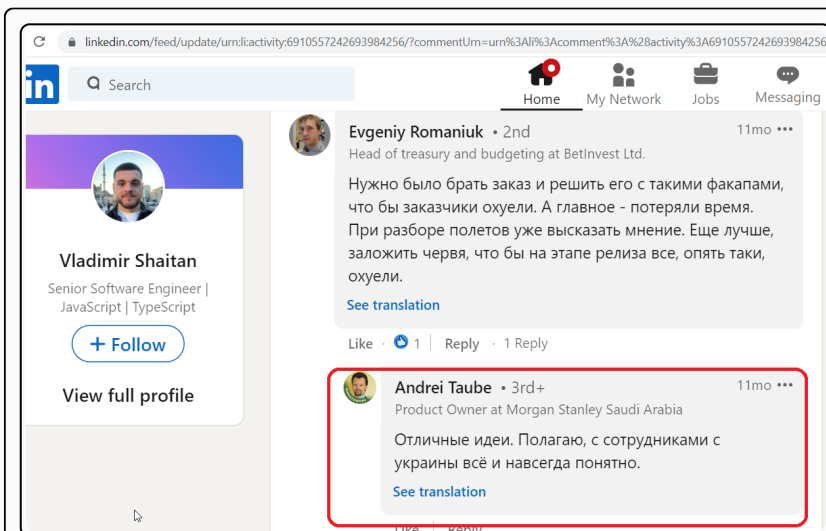 linkedin.com/feed/update/urn:li:activity:6910557242693984256/?commentUrn=urn%3Ali%3Acomment%3A%28activity%3A6910557242693984256
in
Search
Home
My Network
Jobs
Messaging
Vladimir Shaitan
Senior Software Engineer |
JavaScript | TypeScript
+ Follow
View full profile
Evgeniy Romaniuk • 2nd
11mo
Head of treasury and budgeting at BetInvest Ltd.
Нужно было брать заказ и решить его с такими факапами,
что бы заказчики охуели. А главное - потеряли время.
При разборе полетов уже высказать мнение. Еще лучше,
заложить червя, что бы на этапе релиза все, опять таки,
охуели.
See translation
Like · 1 | Reply · 1 Reply
Andrei Taube • 3rd+
11mo
Product Owner at Morgan Stanley Saudi Arabia
Отличные идеи. Полагаю, с сотрудниками с
украины всё и навсегда понятно.
See translation
Like | Reply